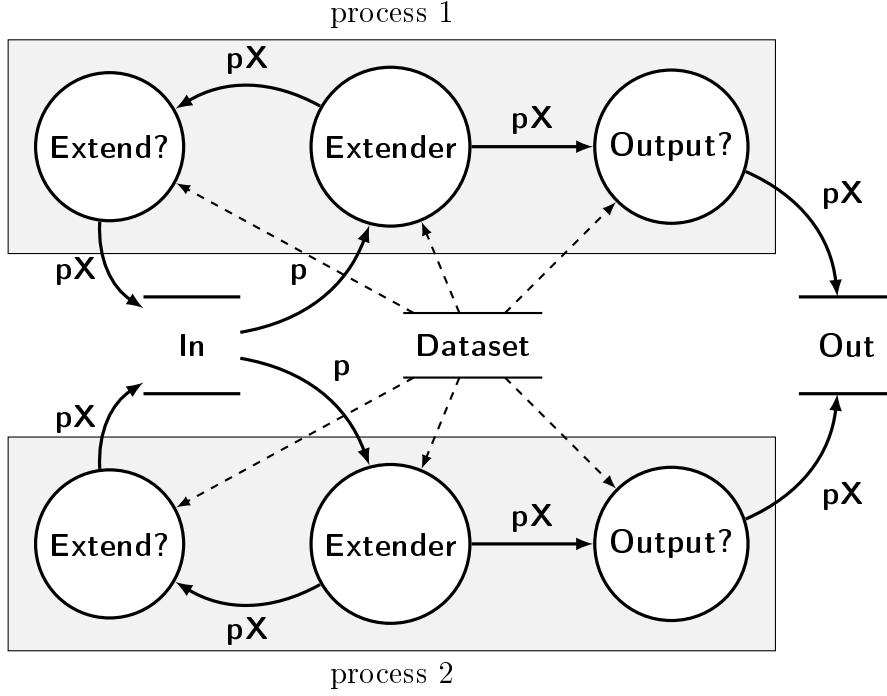 process 1
pX
Extend?
Extender
pX
Output?
pX
pX
p
In
Dataset
Out
p
pX
pX
pX
Extend?
Extender
Output?
pX
process 2